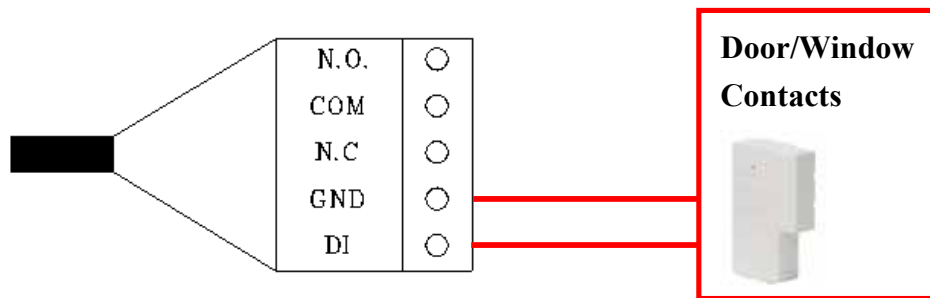 N.O.
COM
N.C
GND
DI
Door/Window
Contacts